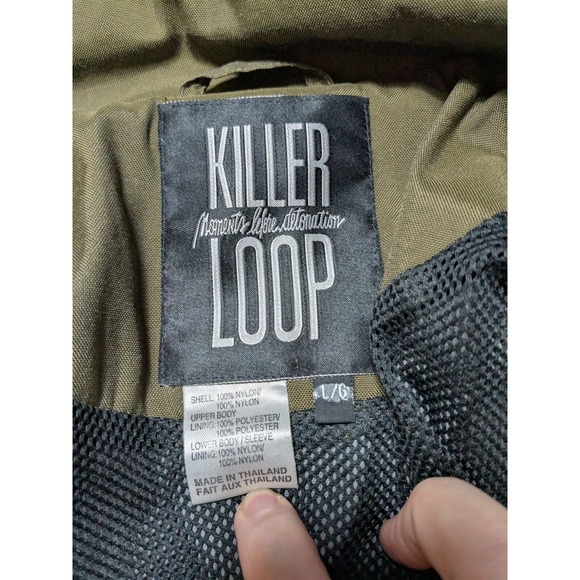 KILLER
Moments before detonation
LOOP
L/G
SHELL: 100% NYLON/
100% NYLON
UPPER BODY
LINING: 100% POLYESTER/
100% POLYESTER
LOWER BODY / SLEEVE
LINING: 100% NYLON/
100% NYLON
MADE IN THAILAND
FAIT AUX THAILAND